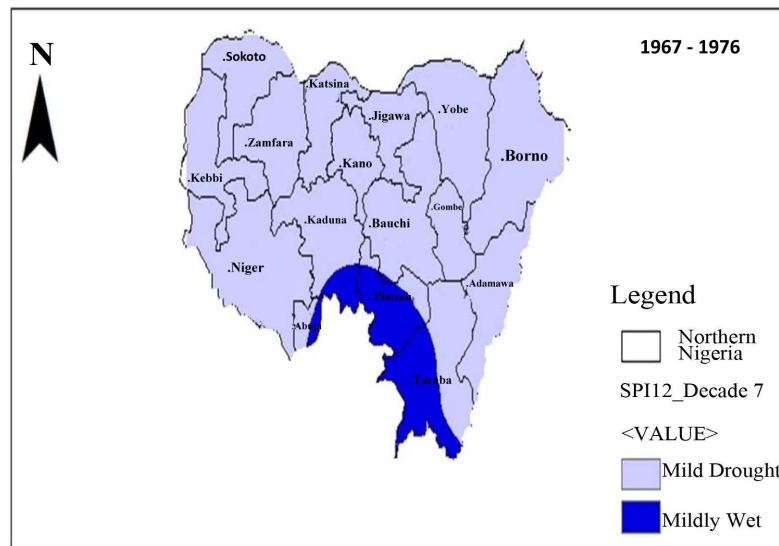 N
1967 - 1976
.Sokoto
.Katsina
.Yobe
.Jigawa
.Zamfara
.Borno
.Kano
.Kebbi
.Gombe
.Kaduna
.Bauchi
.Niger
.Adamawa
.Plateau
Abuja
.Taraba
Legend
Northern
Nigeria
SPI12_Decade 7
<VALUE>
Mild Drought
Mildly Wet